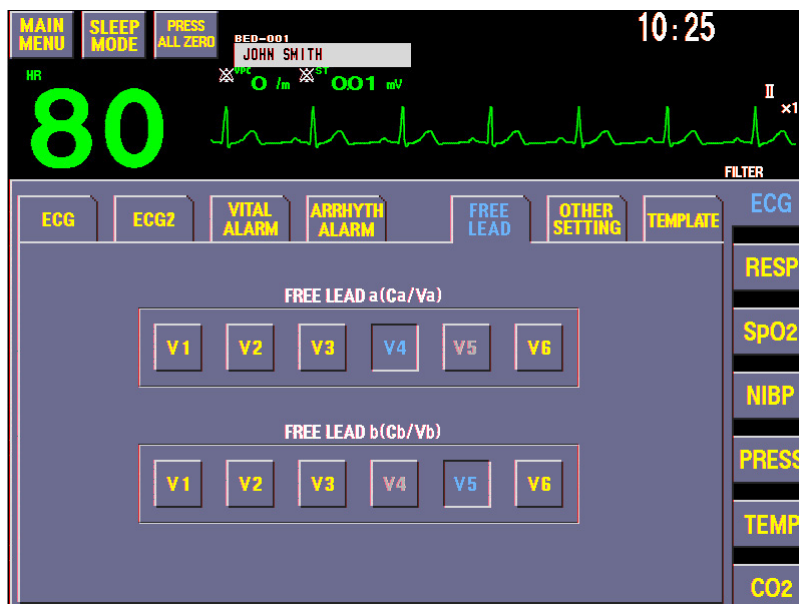 MAIN MENU
SLEEP MODE
PRESS ALL ZERO
BED-001
JOHN SMITH
10:25
HR
80
VPC 0 /m
ST 0.01 mV
II
×1
FILTER
ECG
ECG2
VITAL ALARM
ARRHYTH ALARM
FREE LEAD
OTHER SETTING
TEMPLATE
ECG
RESP
SpO2
NIBP
PRESS
TEMP
CO2
FREE LEAD a(Ca/Va)
V1 V2 V3 V4 V5 V6
FREE LEAD b(Cb/Vb)
V1 V2 V3 V4 V5 V6